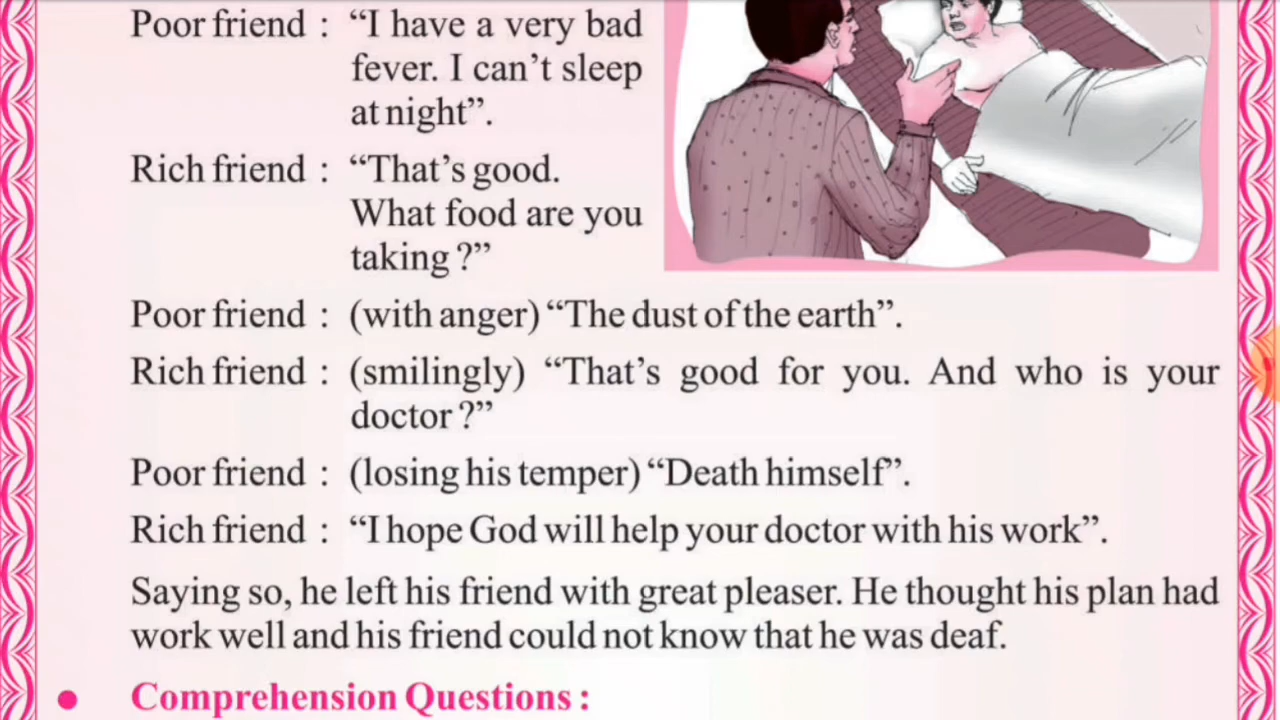 Poor friend : “I have a very bad
fever. I can’t sleep
at night”.
Rich friend : “That’s good.
What food are you
taking ?”
Poor friend : (with anger) “The dust of the earth”.
Rich friend : (smilingly) “That’s good for you. And who is your
doctor ?”
Poor friend : (losing his temper) “Death himself”.
Rich friend : “I hope God will help your doctor with his work”.
Saying so, he left his friend with great pleaser. He thought his plan had
work well and his friend could not know that he was deaf.
• Comprehension Questions :